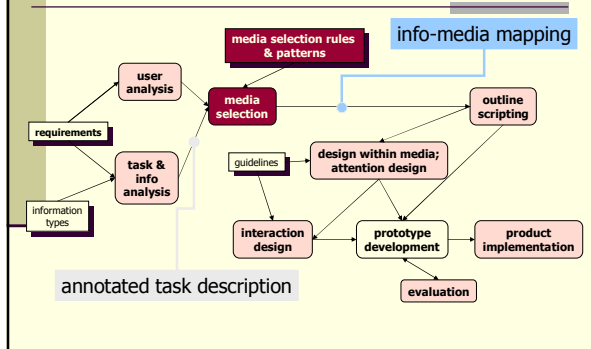 media selection rules
& patterns
info-media mapping
user
analysis
media
selection
outline
scripting
requirements
task &
info
analysis
guidelines
design within media;
attention design
information
types
interaction
design
prototype
development
product
implementation
annotated task description
evaluation